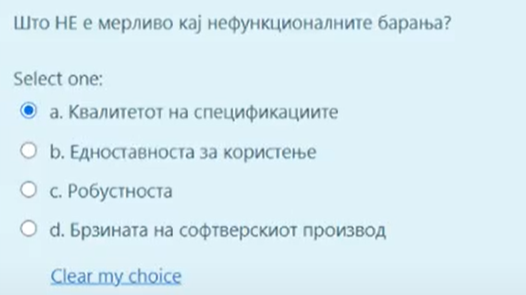 Што НЕ е мерливо кај нефункционалните барања?
Select one:
a. Квалитетот на спецификациите
b. Едноставноста за користење
c. Робустноста
d. Брзината на софтверскиот производ
Clear my choice